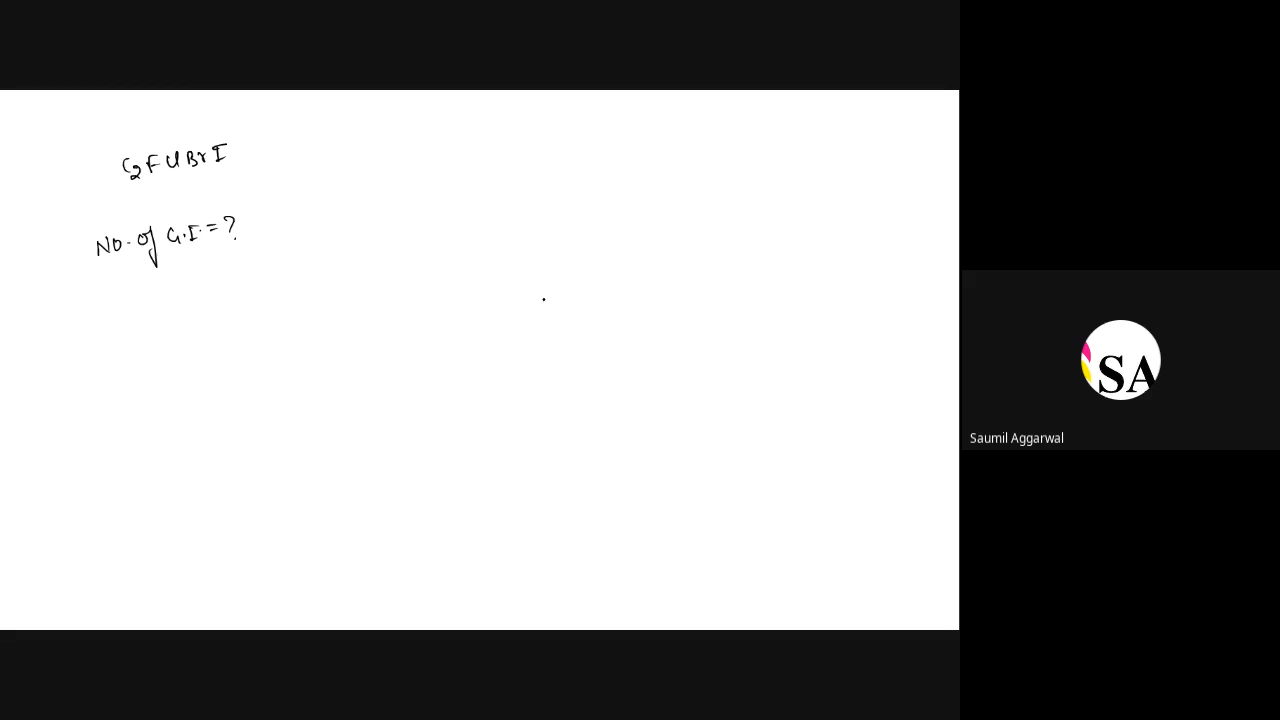 C₂FClBrI
No. of G.I. = ?
SA
Saumil Aggarwal